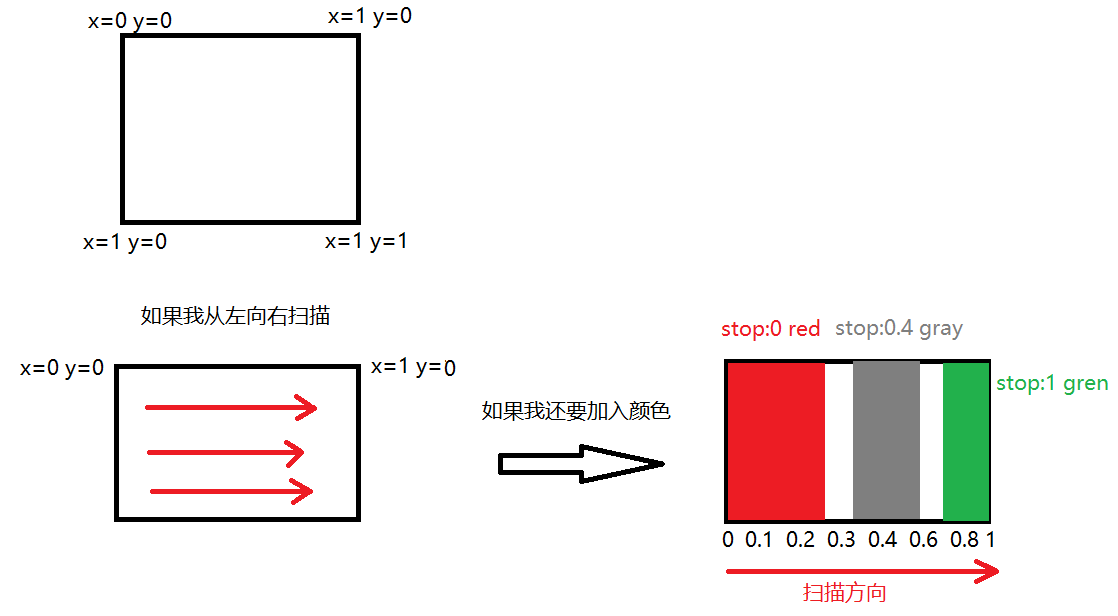 x=0 y=0
x=1 y=0
x=1 y=0
x=1 y=1
如果我从左向右扫描
x=0 y=0
x=1 y=0
如果我还要加入颜色
stop:0 red
stop:0.4 gray
stop:1 gren
0 0.1 0.2 0.3 0.4 0.6 0.8 1
扫描方向